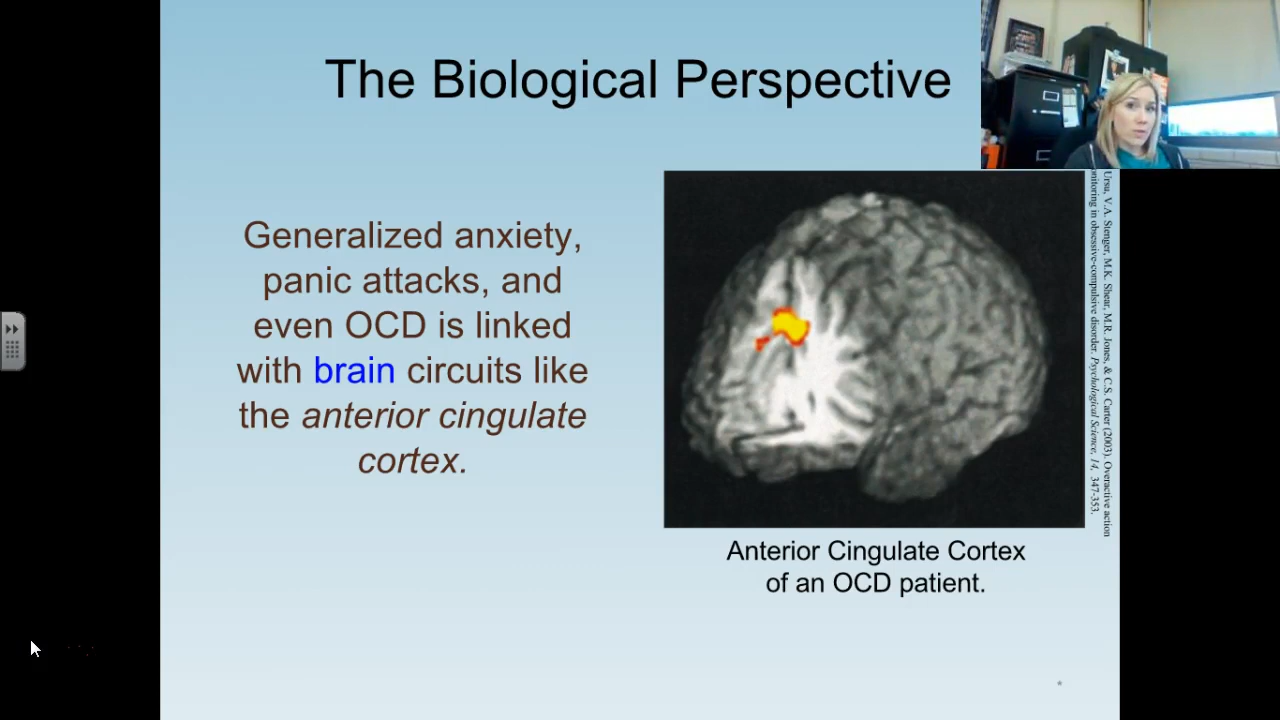 The Biological Perspective
Generalized anxiety,
panic attacks, and
even OCD is linked
with brain circuits like
the anterior cingulate
cortex.
Ursu, V.A. Stenger, M.K. Shear, M.R. Jones, & C.S. Carter (2003). Overactive action
onitoring in obsessive-compulsive disorder. Psychological Science, 14, 347-353.
Anterior Cingulate Cortex
of an OCD patient.